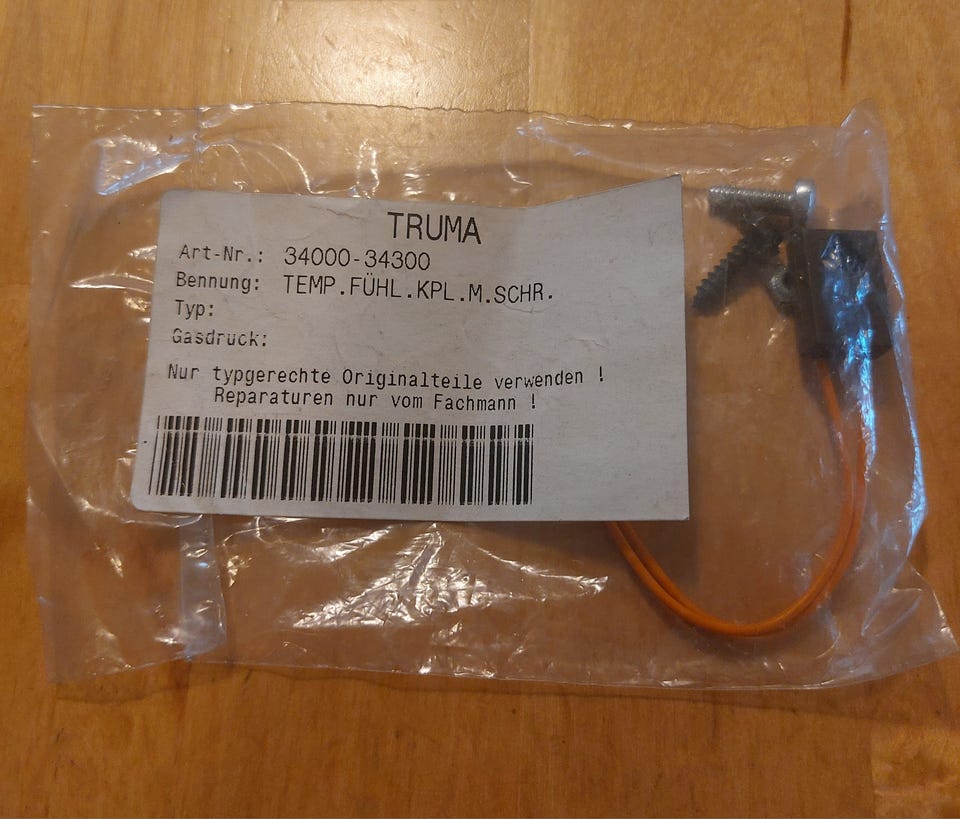 TRUMA
Art-Nr.: 34000-34300
Bennung: TEMP.FÜHL.KPL.M.SCHR.
Typ:
Gasdruck:
Nur typgerechte Originalteile verwenden !
Reparaturen nur vom Fachmann !